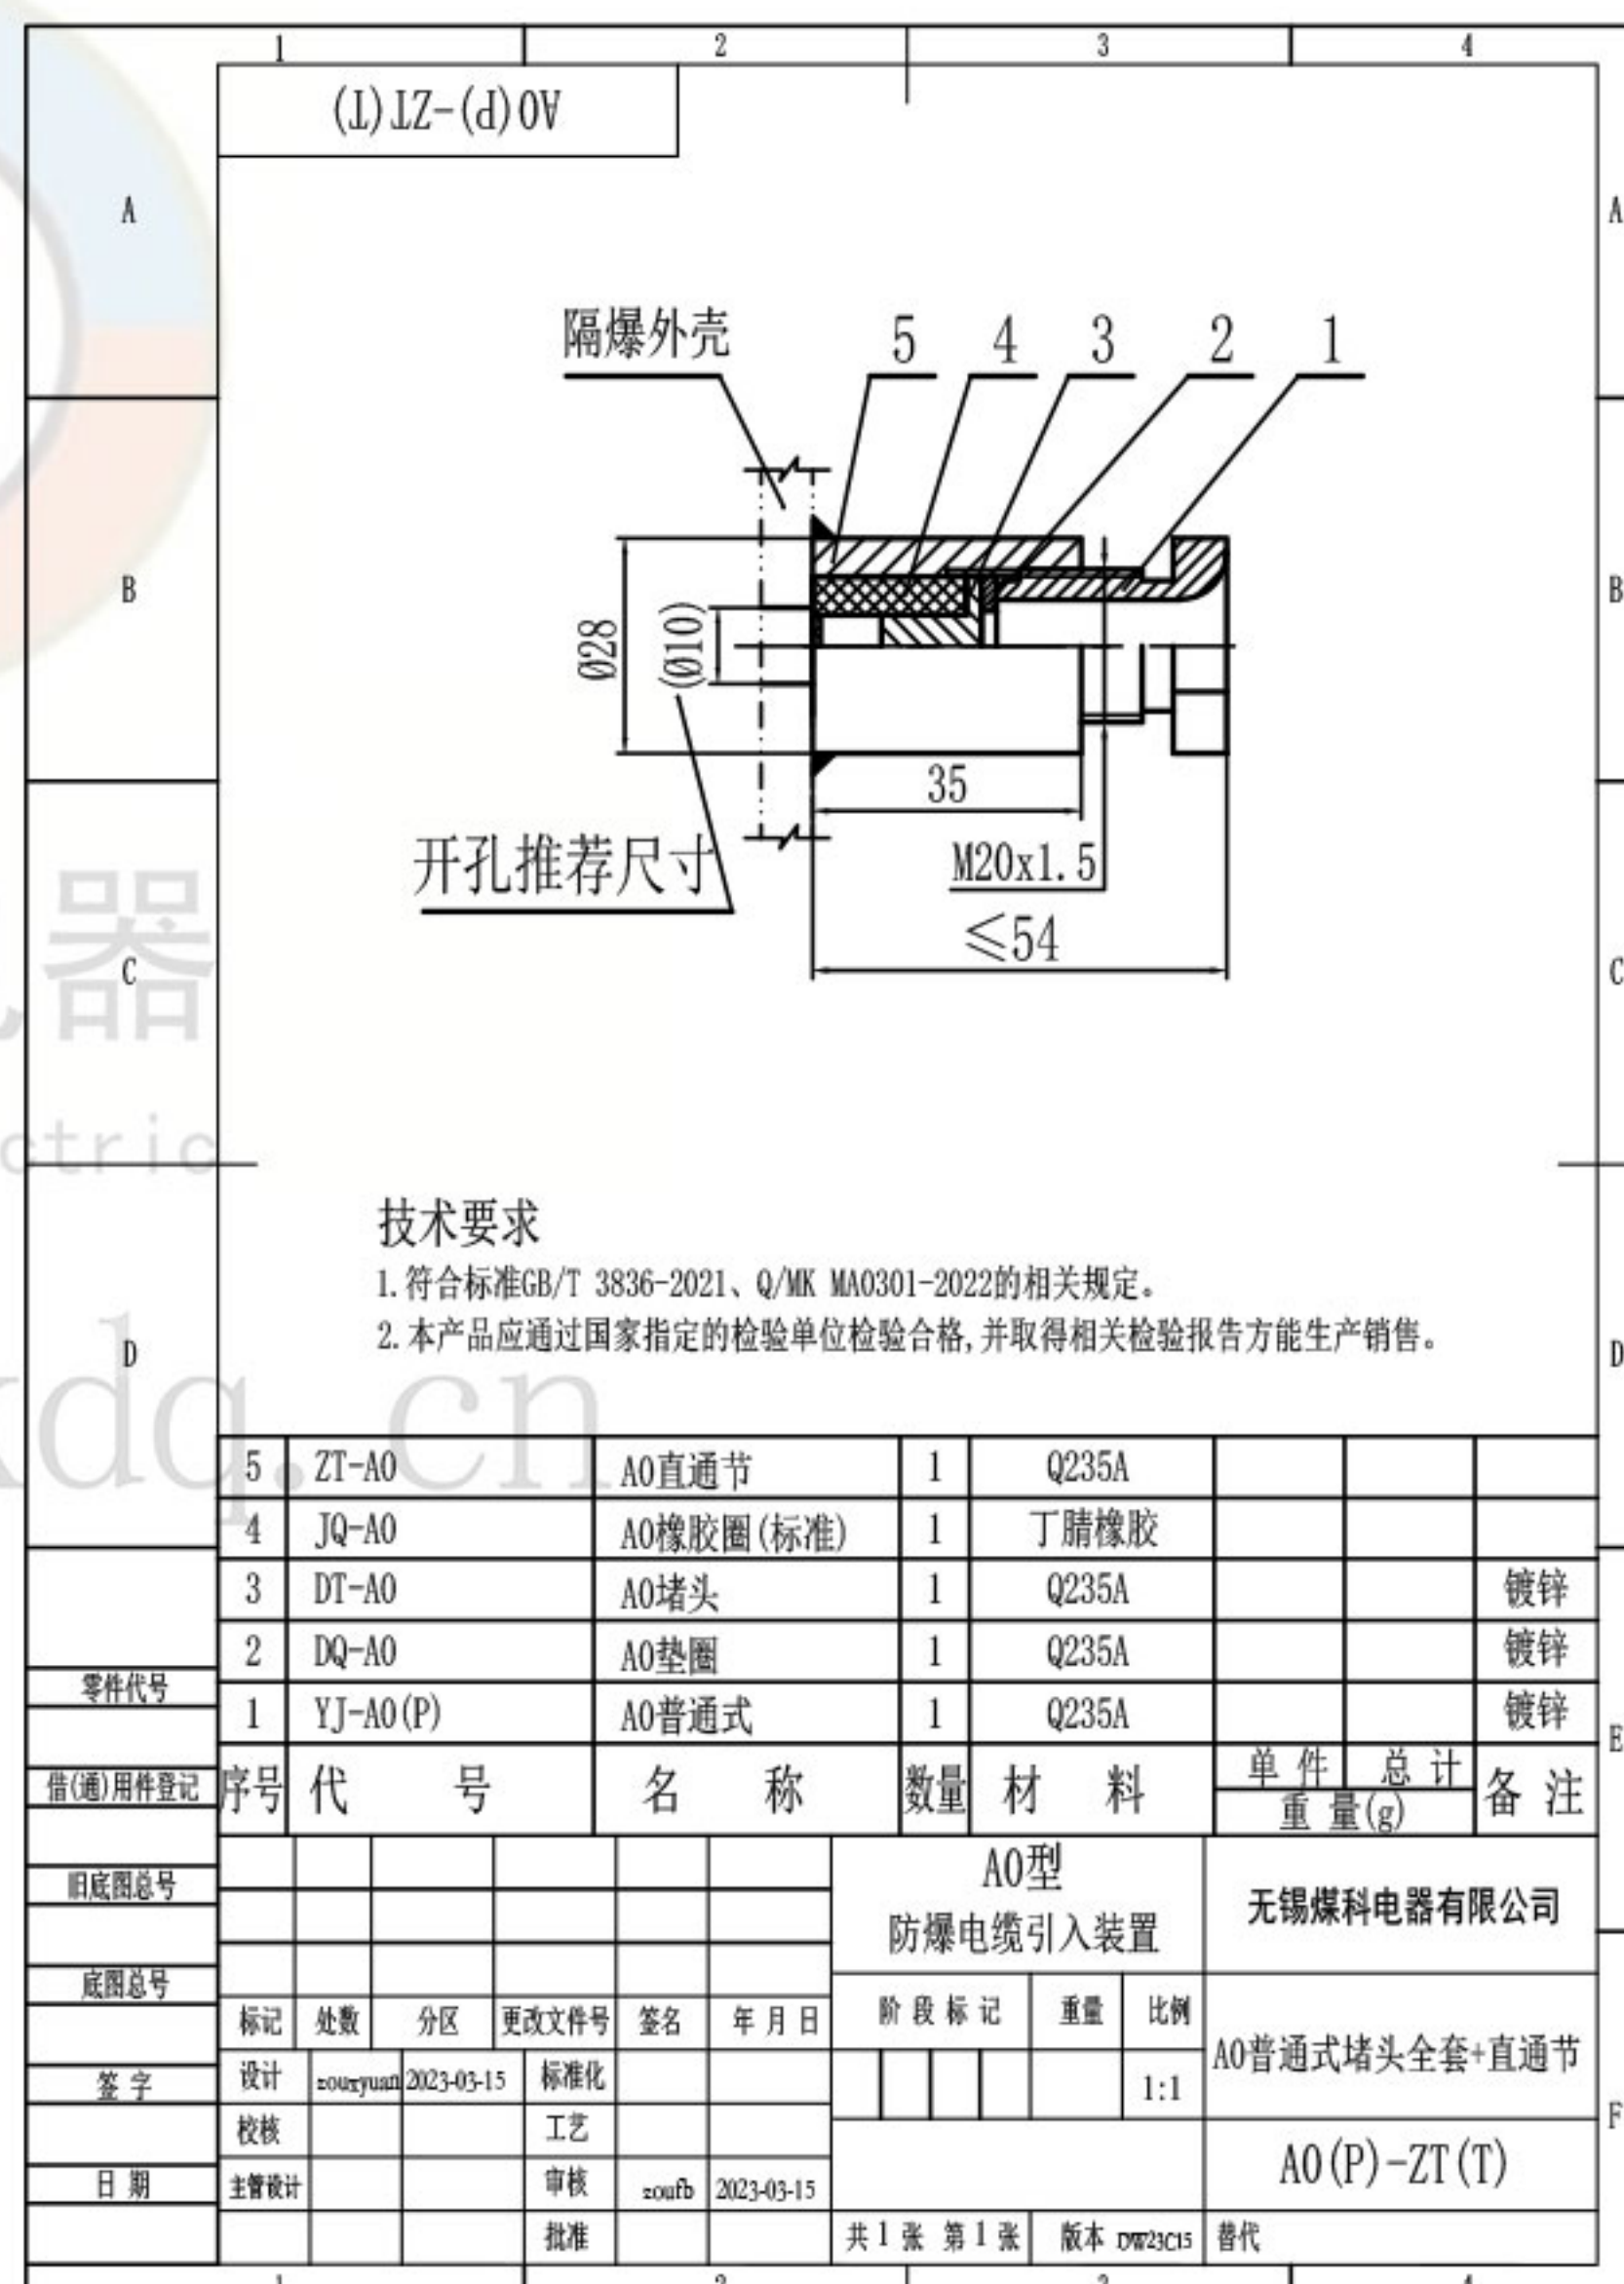 1 2 3 4
A0(P)-ZT(T)
A A
隔爆外壳 5 4 3 2 1
B B
Ø28
(Ø10)
35
开孔推荐尺寸
M20x1.5
≤54
器
C C
ctric
技术要求
1.符合标准GB/T 3836-2021、Q/MK MA0301-2022的相关规定。
2.本产品应通过国家指定的检验单位检验合格,并取得相关检验报告方能生产销售。
D D
kdq.cn
5 ZT-A0 A0直通节 1 Q235A
4 JQ-A0 A0橡胶圈(标准) 1 丁腈橡胶
3 DT-A0 A0堵头 1 Q235A 镀锌
2 DQ-A0 A0垫圈 1 Q235A 镀锌
1 YJ-A0(P) A0普通式 1 Q235A 镀锌
序号 代 号 名 称 数量 材 料 单 件 总 计 备 注
重 量(g)
E
零件代号
借(通)用件登记
旧底图总号
底图总号
签 字
日 期
A0型
防爆电缆引入装置
无锡煤科电器有限公司
标记 处数 分区 更改文件号 签名 年 月 日
阶 段 标 记 重量 比例
1:1
A0普通式堵头全套+直通节
设计 zouxyuan 2023-03-15 标准化
校核 工艺
主管设计 审核 zoufb 2023-03-15
批准
A0(P)-ZT(T)
F
共 1 张 第 1 张 版本 DW23C15 替代